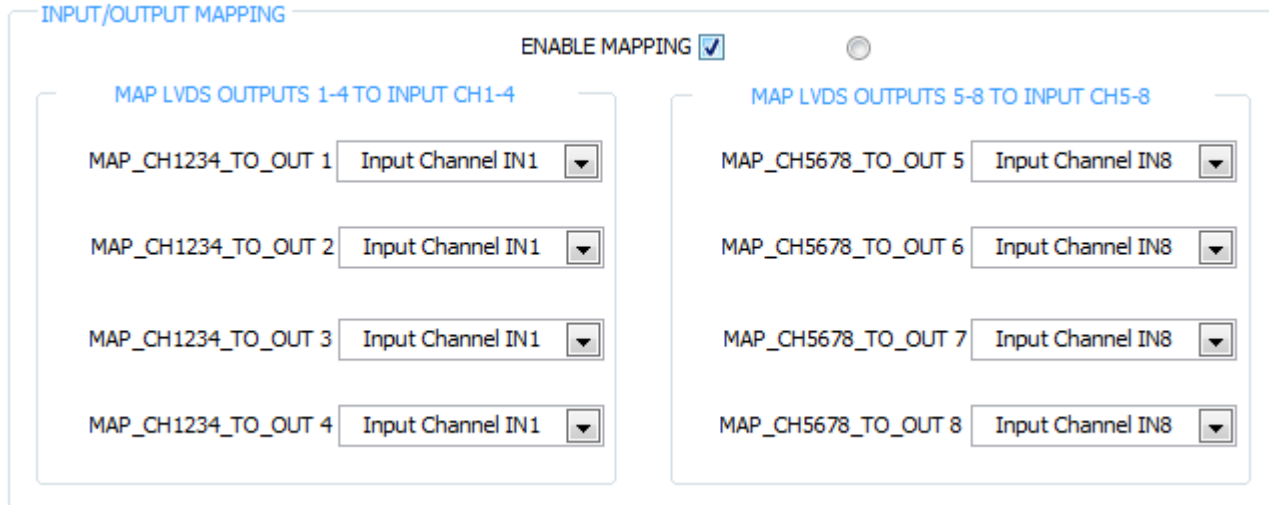 INPUT/OUTPUT MAPPING
ENABLE MAPPING
MAP LVDS OUTPUTS 1-4 TO INPUT CH1-4
MAP_CH1234_TO_OUT 1 Input Channel IN1
MAP_CH1234_TO_OUT 2 Input Channel IN1
MAP_CH1234_TO_OUT 3 Input Channel IN1
MAP_CH1234_TO_OUT 4 Input Channel IN1
MAP LVDS OUTPUTS 5-8 TO INPUT CH5-8
MAP_CH5678_TO_OUT 5 Input Channel IN8
MAP_CH5678_TO_OUT 6 Input Channel IN8
MAP_CH5678_TO_OUT 7 Input Channel IN8
MAP_CH5678_TO_OUT 8 Input Channel IN8